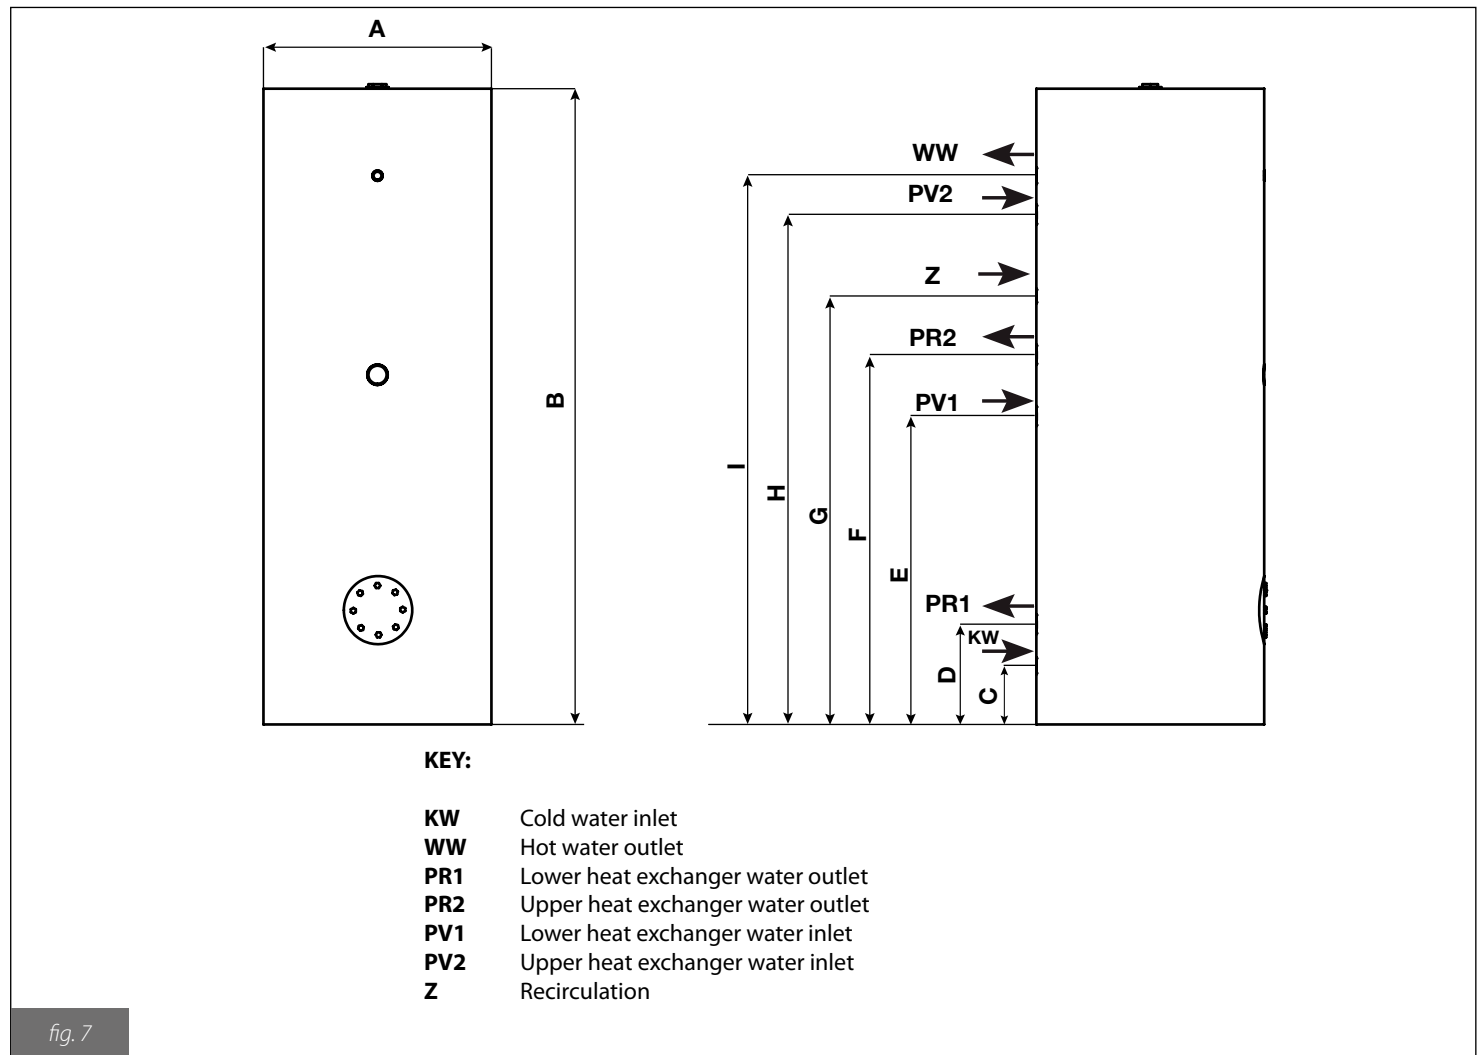 A
B
WW
PV2
Z
PR2
PV1
I
H
G
F
E
PR1
KW
D
C
KEY:
KW Cold water inlet
WW Hot water outlet
PR1 Lower heat exchanger water outlet
PR2 Upper heat exchanger water outlet
PV1 Lower heat exchanger water inlet
PV2 Upper heat exchanger water inlet
Z Recirculation
fig. 7